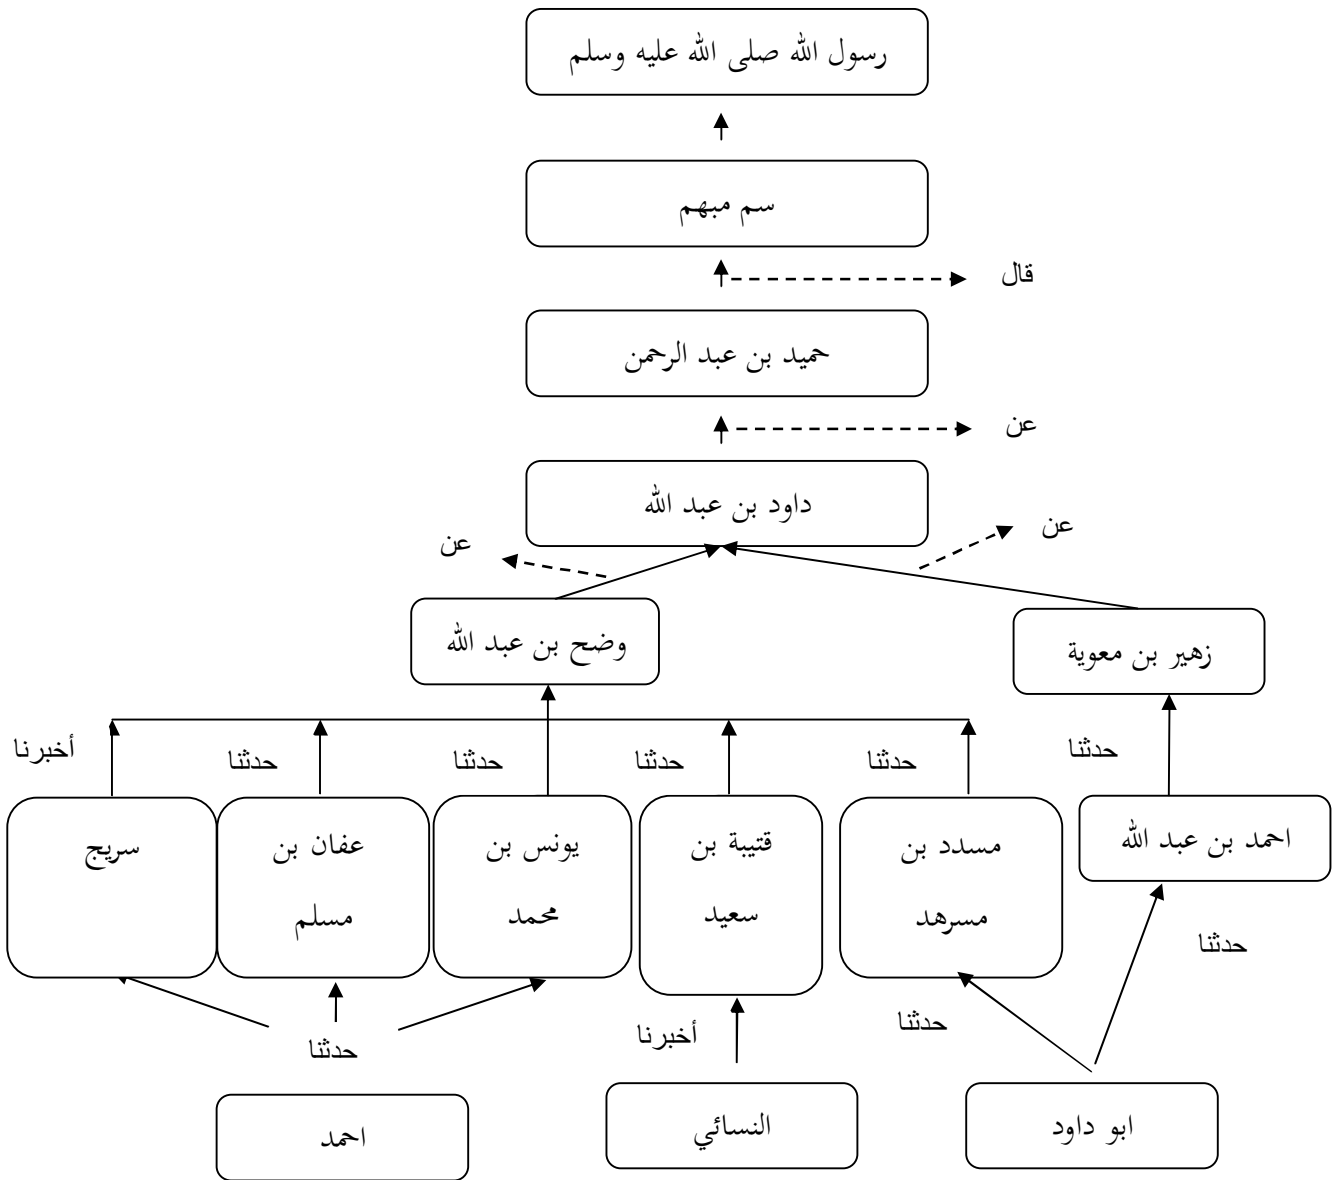 رسول الله صلى الله عليه وسلم
سم مبهم
قال
حميد بن عبد الرحمن
عن
داود بن عبد الله
عن
عن
زهير بن معوية
وضح بن عبد الله
حدثنا
حدثنا
حدثنا
حدثنا
حدثنا
أخبرنا
احمد بن عبد الله
مسدد بن
مسرهد
قتيبة بن
سعيد
يونس بن
محمد
عفان بن
مسلم
سريج
حدثنا
حدثنا
أخبرنا
حدثنا
ابو داود
النسائي
احمد